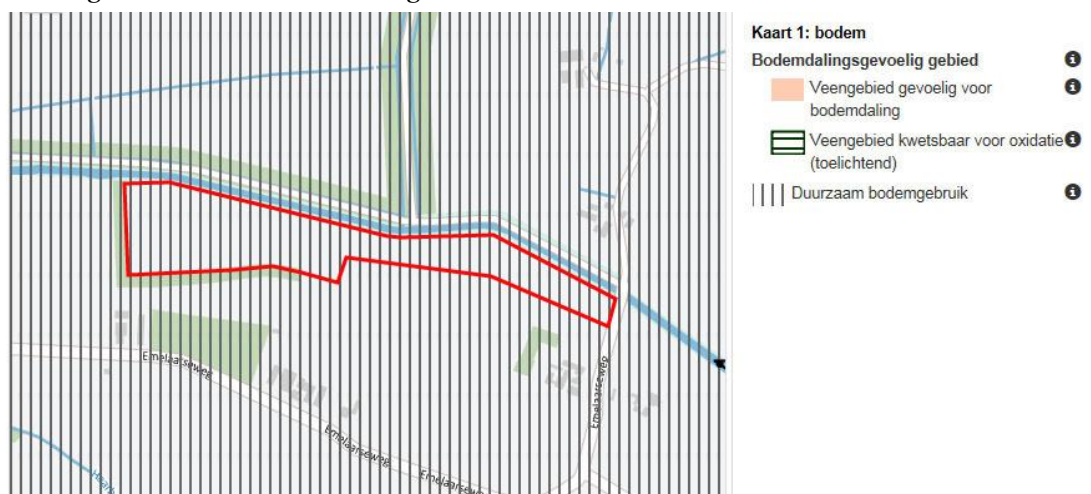 Kaart 1: bodem
Bodemdalingsgevoelig gebied
Veengebied gevoelig voor
bodemdaling
Veengebied kwetsbaar voor oxidatie
(toelichtend)
Duurzaam bodemgebruik
Emelaarseweg
Emelaarseweg
Emelaarseweg
Emelaarseweg